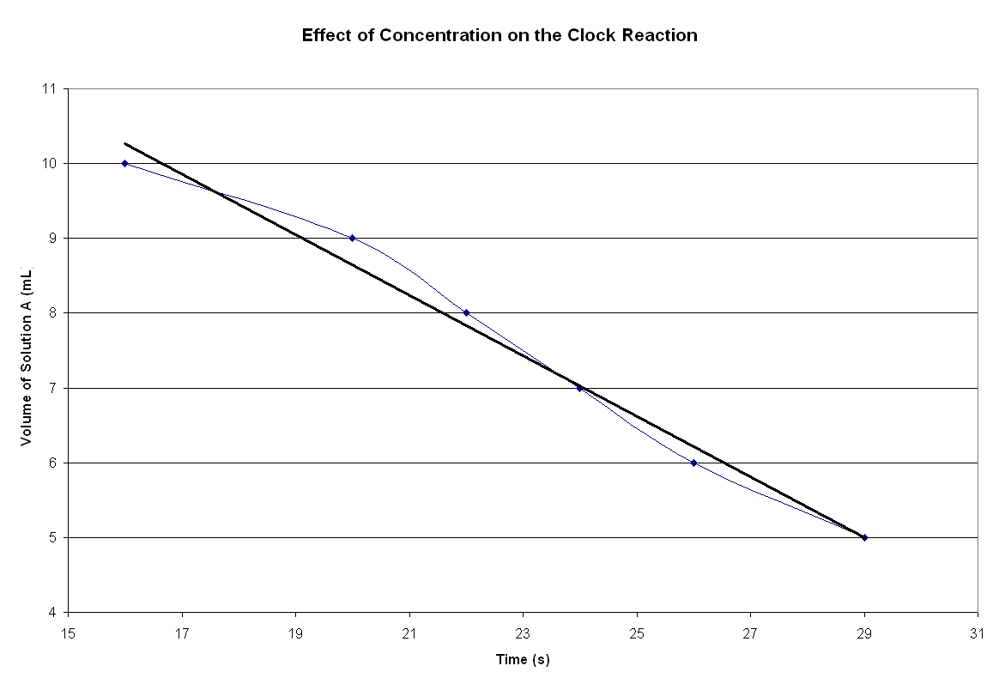 Effect of Concentration on the Clock Reaction
11
10
9
8
7
6
5
4
Volume of Solution A (mL
15 17 19 21 23 25 27 29 31
Time (s)